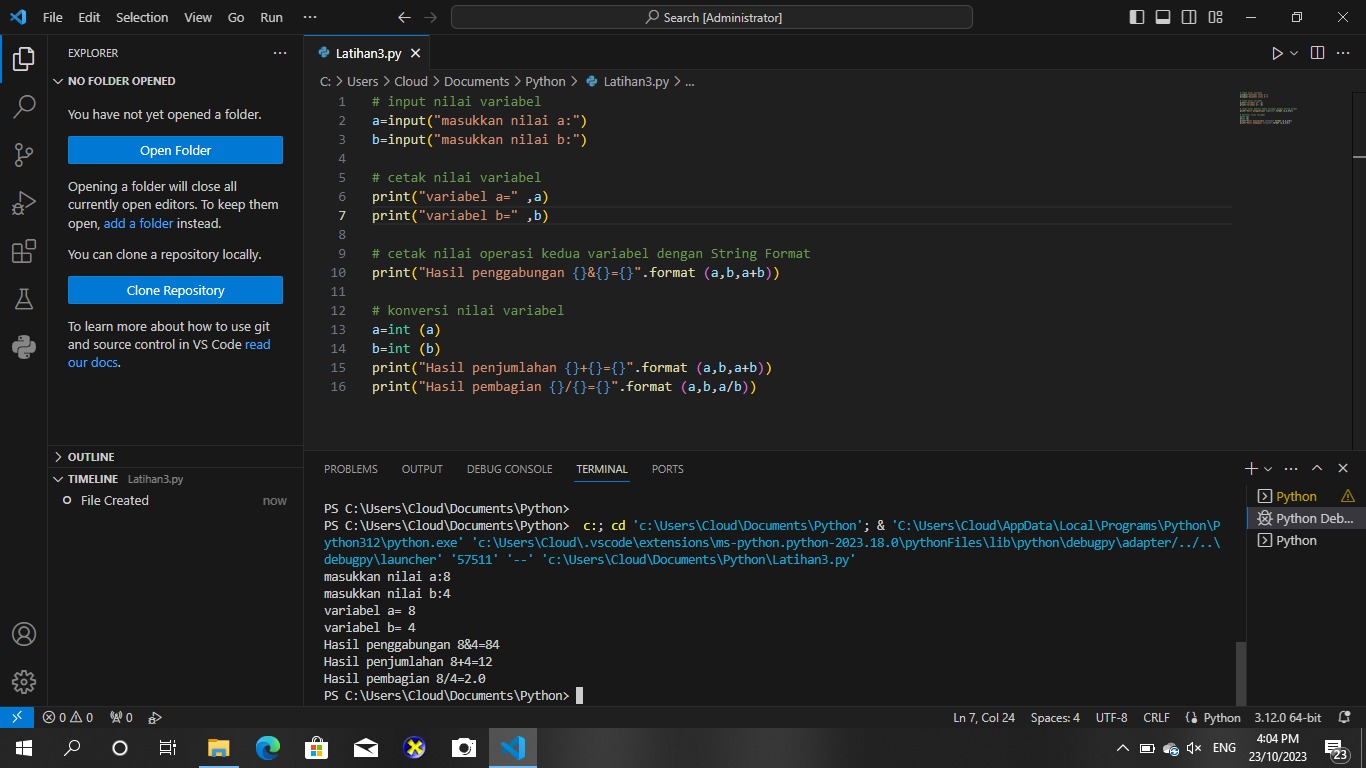 File Edit Selection View Go Run ···
Search [Administrator]
EXPLORER ···
NO FOLDER OPENED
You have not yet opened a folder.
Open Folder
Opening a folder will close all
currently open editors. To keep them
open, add a folder instead.
You can clone a repository locally.
Clone Repository
To learn more about how to use git
and source control in VS Code read
our docs.
OUTLINE
TIMELINE Latihan3.py
File Created now
Latihan3.py
C: > Users > Cloud > Documents > Python > Latihan3.py > ...
1 # input nilai variabel
2 a=input("masukkan nilai a:")
3 b=input("masukkan nilai b:")
4
5 # cetak nilai variabel
6 print("variabel a=" ,a)
7 print("variabel b=" ,b)
8
9 # cetak nilai operasi kedua variabel dengan String Format
10 print("Hasil penggabungan {}&{}={}".format (a,b,a+b))
11
12 # konversi nilai variabel
13 a=int (a)
14 b=int (b)
15 print("Hasil penjumlahan {}+{}={}".format (a,b,a+b))
16 print("Hasil pembagian {}/{}={}".format (a,b,a/b))
PROBLEMS OUTPUT DEBUG CONSOLE TERMINAL PORTS
PS C:\Users\Cloud\Documents\Python>
PS C:\Users\Cloud\Documents\Python>  c:; cd 'c:\Users\Cloud\Documents\Python'; & 'C:\Users\Cloud\AppData\Local\Programs\Python\P
ython312\python.exe' 'c:\Users\Cloud\.vscode\extensions\ms-python.python-2023.18.0\pythonFiles\lib\python\debugpy\adapter/../..\
debugpy\launcher' '57511' '--' 'c:\Users\Cloud\Documents\Python\Latihan3.py'
masukkan nilai a:8
masukkan nilai b:4
variabel a= 8
variabel b= 4
Hasil penggabungan 8&4=84
Hasil penjumlahan 8+4=12
Hasil pembagian 8/4=2.0
PS C:\Users\Cloud\Documents\Python>
Python
Python Deb...
Python
0 0 0
Ln 7, Col 24 Spaces: 4 UTF-8 CRLF Python 3.12.0 64-bit
ENG
4:04 PM
23/10/2023
23